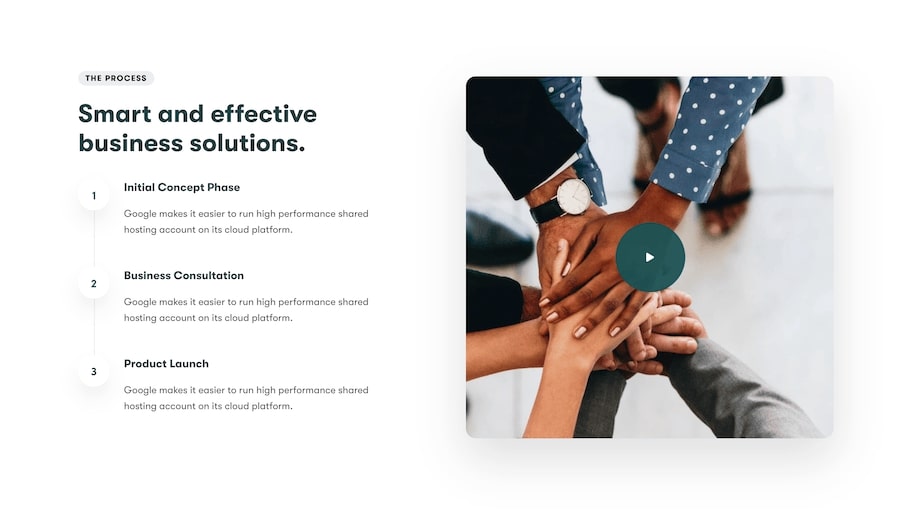 THE PROCESS
Smart and effective
business solutions.
1
Initial Concept Phase
Google makes it easier to run high performance shared
hosting account on its cloud platform.
2
Business Consultation
Google makes it easier to run high performance shared
hosting account on its cloud platform.
3
Product Launch
Google makes it easier to run high performance shared
hosting account on its cloud platform.